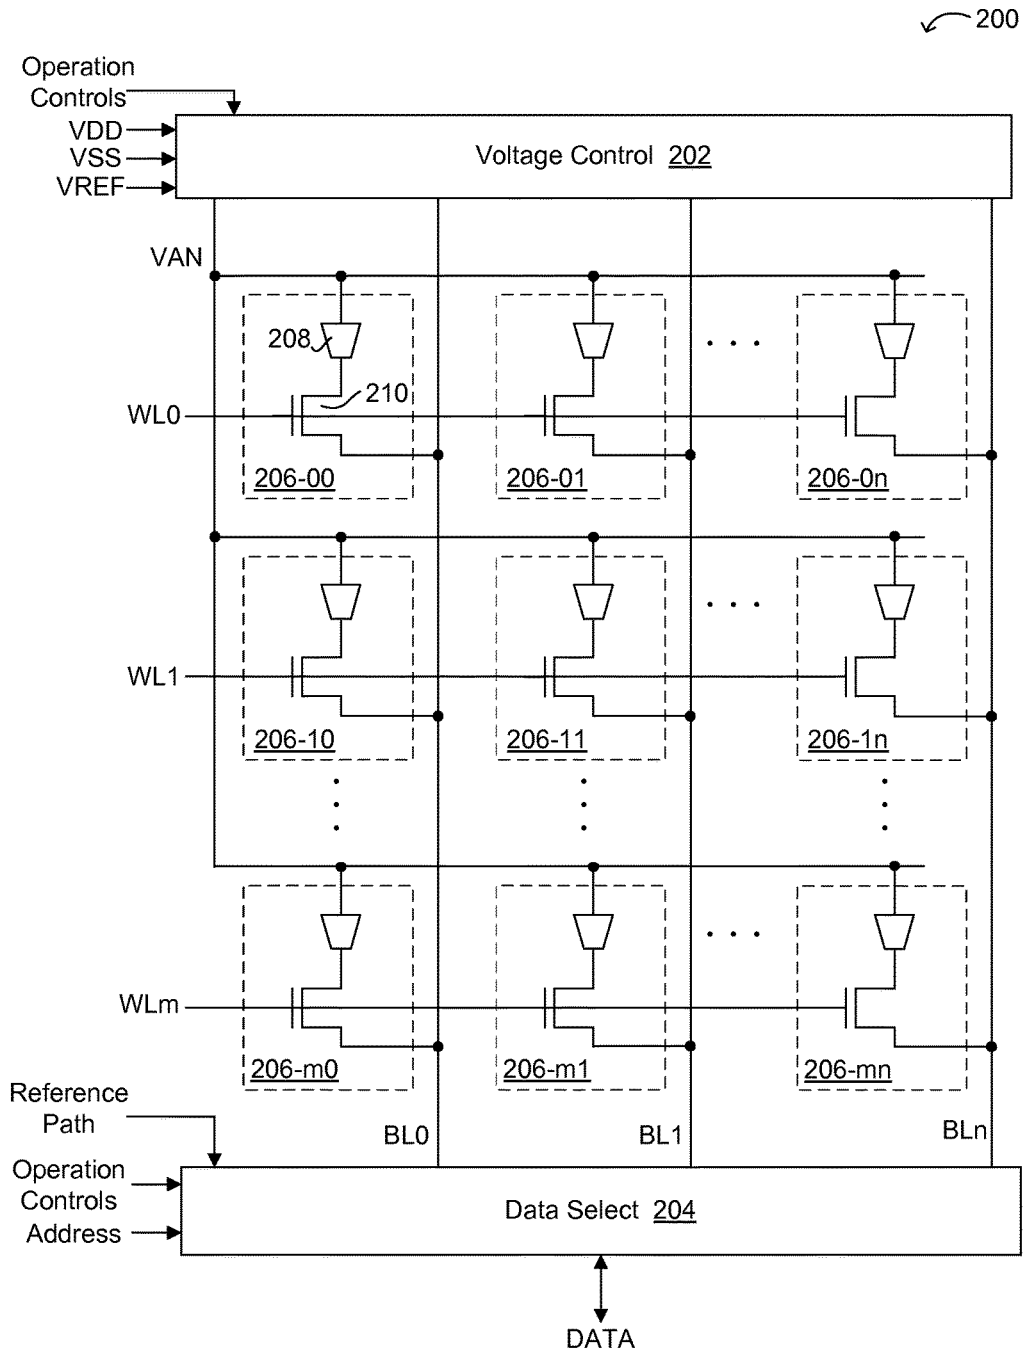 200
Operation
Controls
VDD
VSS
VREF
Voltage Control 202
VAN
208
210
WL0
206-00
206-01
206-0n
WL1
206-10
206-11
206-1n
WLm
206-m0
206-m1
206-mn
Reference
Path
BL0
BL1
BLn
Operation
Controls
Address
Data Select 204
DATA